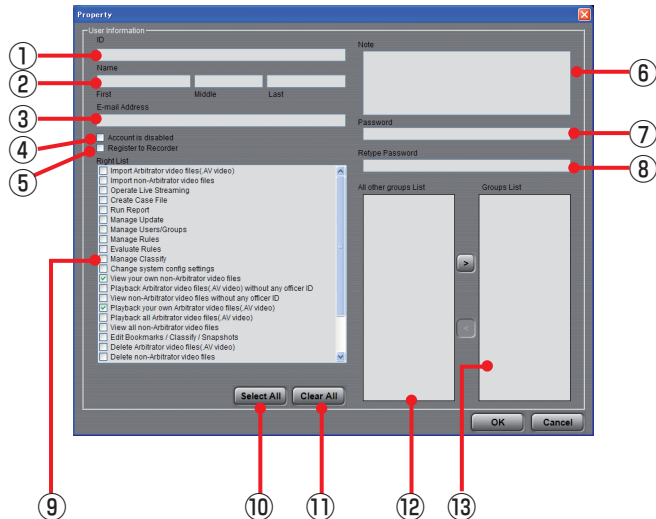 Property
User Information
ID
① 
Name
② 
First Middle Last
E-mail Address
③ 
④ Account is disabled
⑤ Register to Recorder
Right List
Import Arbitrator video files(.AV video)
Import non-Arbitrator video files
Operate Live Streaming
Create Case File
Run Report
Manage Update
Manage Users/Groups
Manage Rules
Evaluate Rules
⑨ Manage Classify
Change system config settings
View your own non-Arbitrator video files
Playback Arbitrator video files(.AV video) without any officer ID
View non-Arbitrator video files without any officer ID
Playback your own Arbitrator video files(.AV video)
Playback all Arbitrator video files(.AV video)
View all non-Arbitrator video files
Edit Bookmarks / Classify / Snapshots
Delete Arbitrator video files(.AV video)
Delete non-Arbitrator video files
Select All Clear All
⑩ ⑪
Note
⑥
Password
⑦
Retype Password
⑧
All other groups List Groups List
>
<
⑫ ⑬
OK Cancel